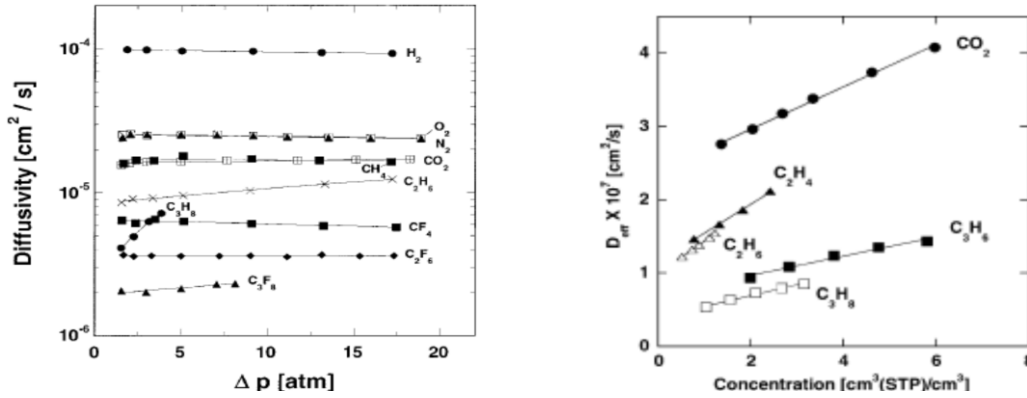 10⁻⁴
10⁻⁵
10⁻⁶
Diffusivity [cm² / s]
H₂
O₂
N₂
CO₂
CH₄
C₂H₆
C₃H₈
CF₄
C₂F₆
C₃F₈
0 5 10 15 20
Δ p [atm]
4
3
2
1
0
D_eff X 10⁷ [cm²/s]
CO₂
C₂H₄
C₂H₆
C₃H₆
C₃H₈
0 2 4 6 8
Concentration [cm³(STP)/cm³]